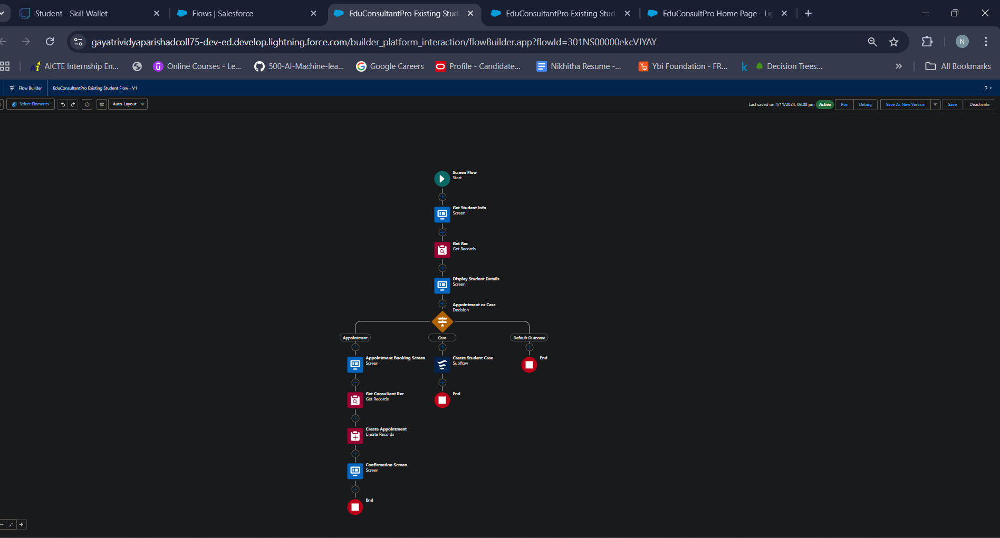 Student - Skill Wallet
Flows | Salesforce
EduConsultantPro Existing Stud
EduConsultantPro Existing Stud
EduConsultPro Home Page - Lig
gayatrividyaparishadcoll75-dev-ed.develop.lightning.force.com/builder_platform_interaction/flowBuilder.app?flowId=301NS00000ekcVJYAY
N
AICTE Internship En...
Online Courses - Le...
500-AI-Machine-lea...
Google Careers
Profile - Candidate...
Nikhitha Resume -...
Ybi Foundation - FR...
Decision Trees...
All Bookmarks
Flow Builder
EduConsultantPro Existing Student Flow - V1
?
Select Elements
Auto-Layout
Last saved on 4/11/2024, 08:00 pm
Active
Run
Debug
Save As New Version
Save
Deactivate
Screen Flow
Start
Get Student Info
Screen
Get Rec
Get Records
Display Student Details
Screen
Appointment or Case
Decision
Appointment
Case
Default Outcome
Appointment Booking Screen
Screen
Create Student Case
Subflow
End
Get Consultant Rec
Get Records
End
Create Appointment
Create Records
Confirmation Screen
Screen
End